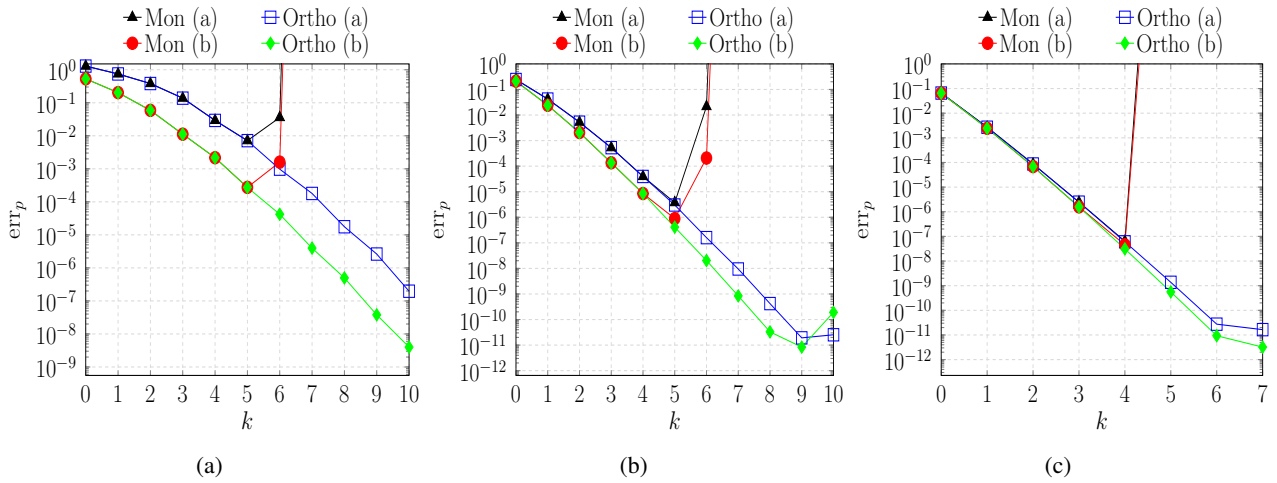 Mon (a) Ortho (a)
Mon (b) Ortho (b)
10^0
10^−1
10^−2
10^−3
10^−4
10^−5
10^−6
10^−7
10^−8
10^−9
err_p
0 1 2 3 4 5 6 7 8 9 10
k
(a)
Mon (a) Ortho (a)
Mon (b) Ortho (b)
10^0
10^−1
10^−2
10^−3
10^−4
10^−5
10^−6
10^−7
10^−8
10^−9
10^−10
10^−11
10^−12
err_p
0 1 2 3 4 5 6 7 8 9 10
k
(b)
Mon (a) Ortho (a)
Mon (b) Ortho (b)
10^0
10^−1
10^−2
10^−3
10^−4
10^−5
10^−6
10^−7
10^−8
10^−9
10^−10
10^−11
10^−12
err_p
0 1 2 3 4 5 6 7
k
(c)